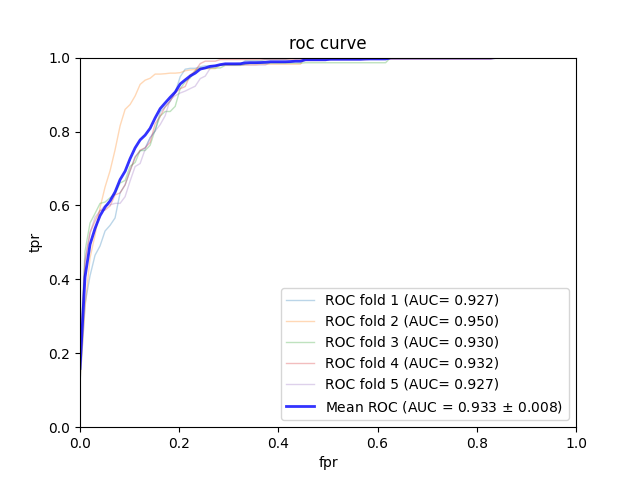 roc curve
1.0
0.8
0.6
0.4
0.2
0.0
tpr
ROC fold 1 (AUC= 0.927)
ROC fold 2 (AUC= 0.950)
ROC fold 3 (AUC= 0.930)
ROC fold 4 (AUC= 0.932)
ROC fold 5 (AUC= 0.927)
Mean ROC (AUC = 0.933 ± 0.008)
0.0 0.2 0.4 0.6 0.8 1.0
fpr